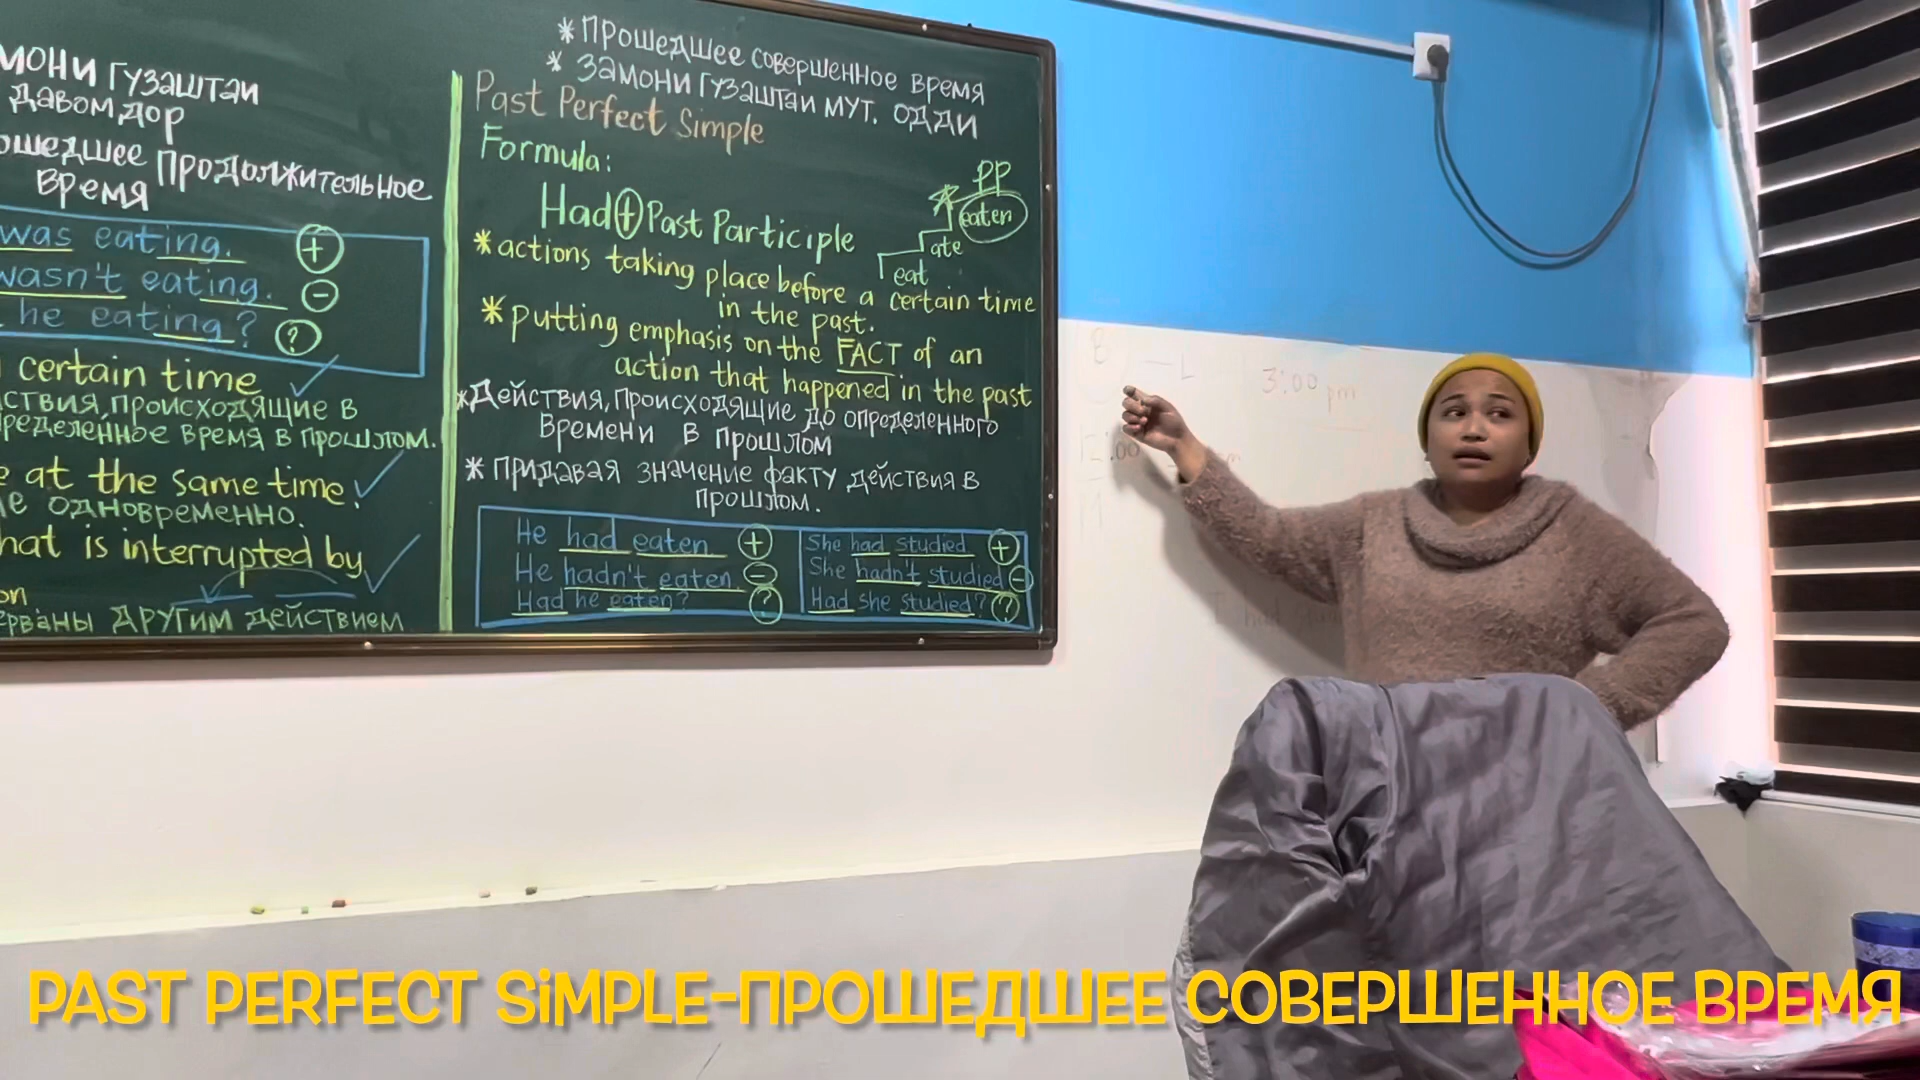 МОНИ ГУЗАШТАИ
ДАВОМДОР
ошедшее ПРОДОЛЖИТЕЛЬНОЕ
ВРЕМЯ
was eating. +
wasn't eating. -
he eating? ?
certain time
ствия, происходящие в
ределенное время в прошлом.
e at the same time.
е одновременно.
hat is interrupted by
on
ерваны другим действием
* ПРОШЕДШЕЕ СОВЕРШЕННОЕ ВРЕМЯ
* ЗАМОНИ ГУЗАШТАИ МУТ. ОДДИ
Past Perfect Simple
Formula:
Had + Past Participle
PP
eaten
ate
eat
* actions taking place before a certain time
in the past.
* putting emphasis on the FACT of an
action that happened in the past
* Действия, происходящие до определенного
времени в прошлом
* Придавая значение факту действия в
прошлом.
He had eaten +
He hadn't eaten. -
Had he eaten? ?
She had studied +
She hadn't studied -
Had she studied? ?
3:00 pm
PAST PERFECT SIMPLE-ПРОШЕДШЕЕ СОВЕРШЕННОЕ ВРЕМЯ